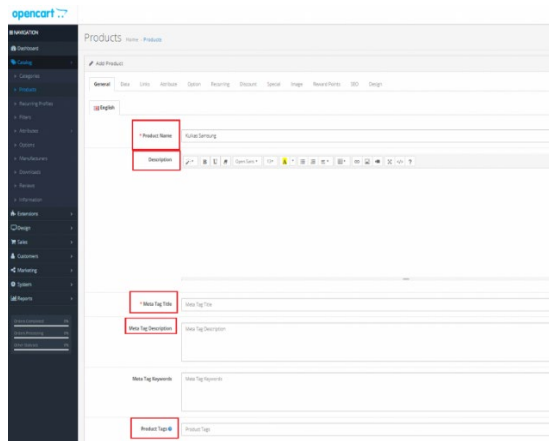 opencart
NAVIGATION
Dashboard
Catalog
Categories
Products
Recurring Profiles
Filters
Attributes
Options
Manufacturers
Downloads
Reviews
Information
Extensions
Design
Sales
Customers
Marketing
System
Reports
Products Home Products
Add Product
General Data Links Attribute Option Recurring Discount Special Image Reward Points SEO Design
English
* Product Name
Kulkas Samsung
Description
* Meta Tag Title
Meta Tag Title
Meta Tag Description
Meta Tag Description
Meta Tag Keywords
Meta Tag Keywords
Product Tags
Product Tags